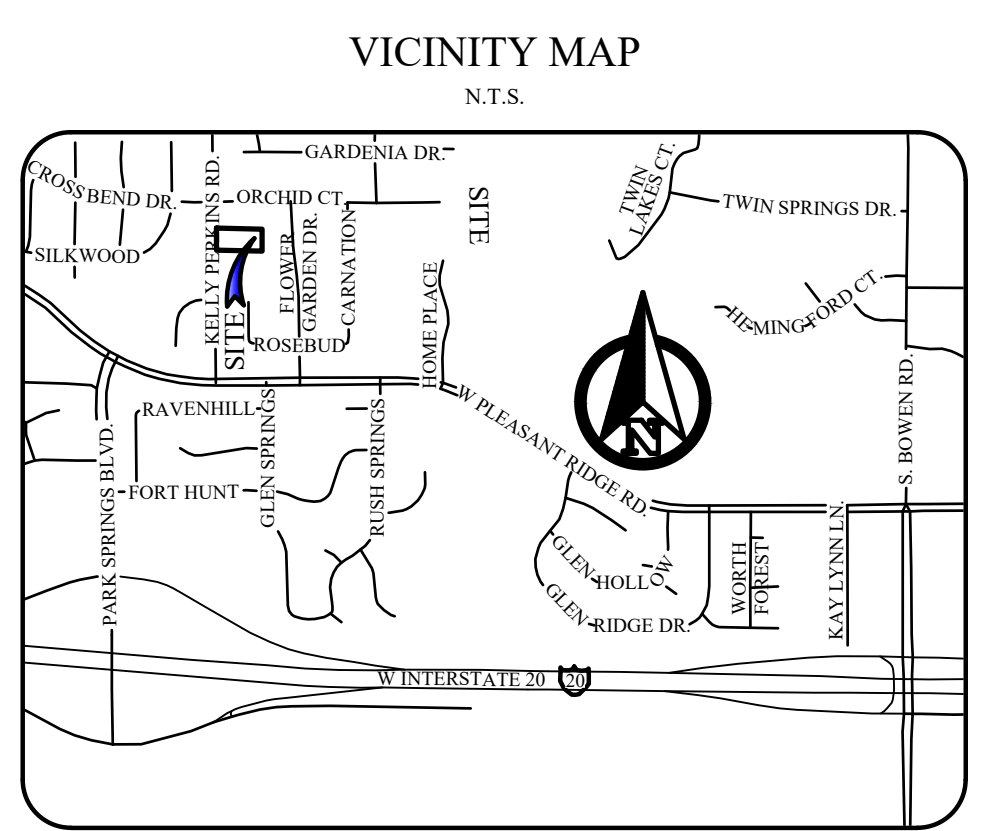 VICINITY MAP
N.T.S.
GARDENIA DR.
CROSS BEND DR.
KELLY PERKINS RD.
ORCHID CT.
SITE
TWIN
LAKES CT.
TWIN SPRINGS DR.
SILKWOOD
FLOWER
GARDEN DR.
CARNATION
HOME PLACE
HEMINGFORD CT.
SITE
ROSEBUD
W PLEASANT RIDGE RD.
N
S. BOWEN RD.
RAVENHILL
GLEN SPRINGS
RUSH SPRINGS
PARK SPRINGS BLVD.
FORT HUNT
GLEN HOLLOW
GLEN RIDGE DR.
WORTH
FOREST
KAY LYNN LN.
W INTERSTATE 20
20